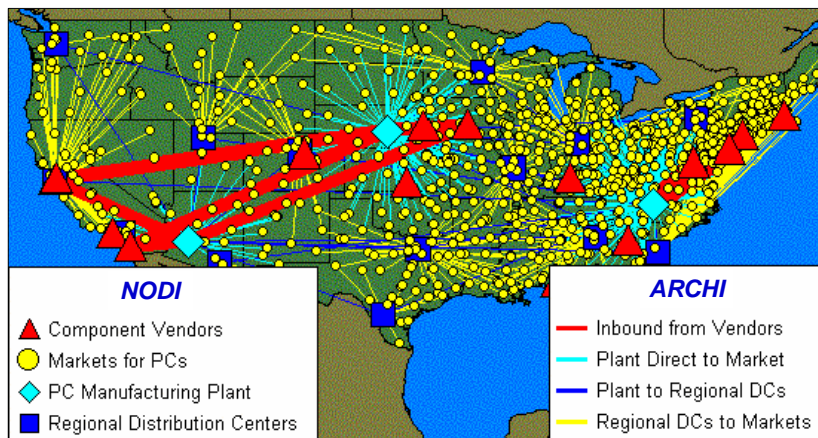 NODI
Component Vendors
Markets for PCs
PC Manufacturing Plant
Regional Distribution Centers
ARCHI
Inbound from Vendors
Plant Direct to Market
Plant to Regional DCs
Regional DCs to Markets